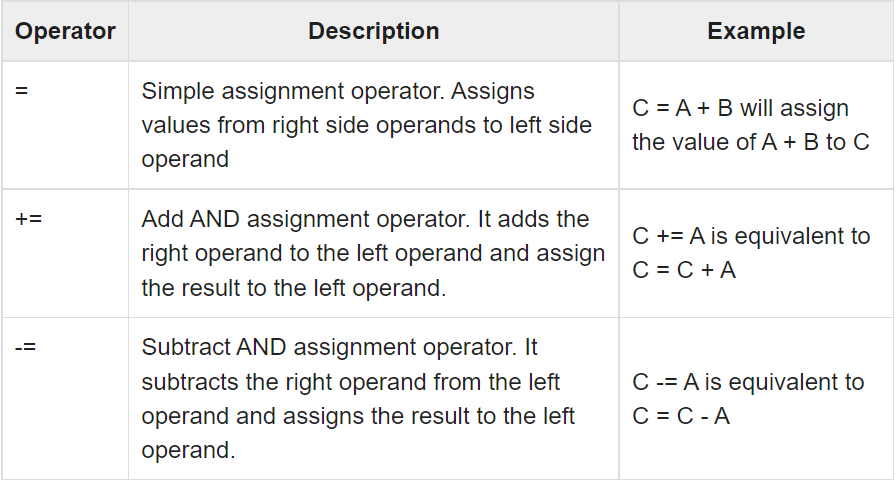 Operator Description Example
=
Simple assignment operator. Assigns
values from right side operands to left side
operand
C = A + B will assign
the value of A + B to C
+=
Add AND assignment operator. It adds the
right operand to the left operand and assign
the result to the left operand.
C += A is equivalent to
C = C + A
-=
Subtract AND assignment operator. It
subtracts the right operand from the left
operand and assigns the result to the left
operand.
C -= A is equivalent to
C = C - A